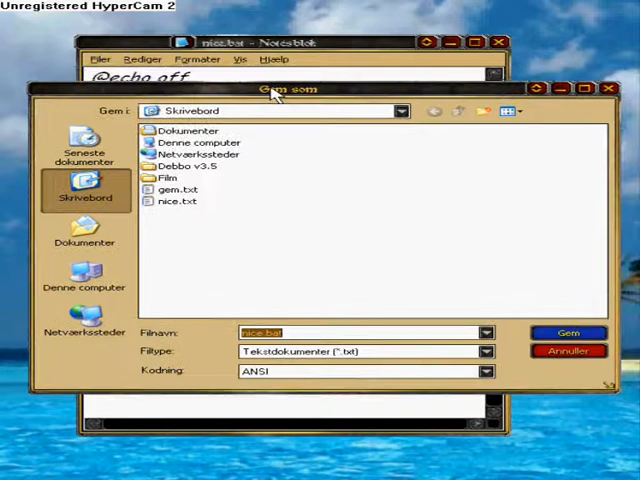 Unregistered HyperCam 2
nice.bat - Notesblok
Filer Rediger Formater Vis Hjælp
@echo off
Gem som
Gem i: Skrivebord
Seneste dokumenter
Skrivebord
Dokumenter
Denne computer
Netværkssteder
Dokumenter
Denne computer
Netværkssteder
Debbo v3.5
Film
gem.txt
nice.txt
Filnavn: nice.bat Gem
Filtype: Tekstdokumenter (*.txt) Annuller
Kodning: ANSI